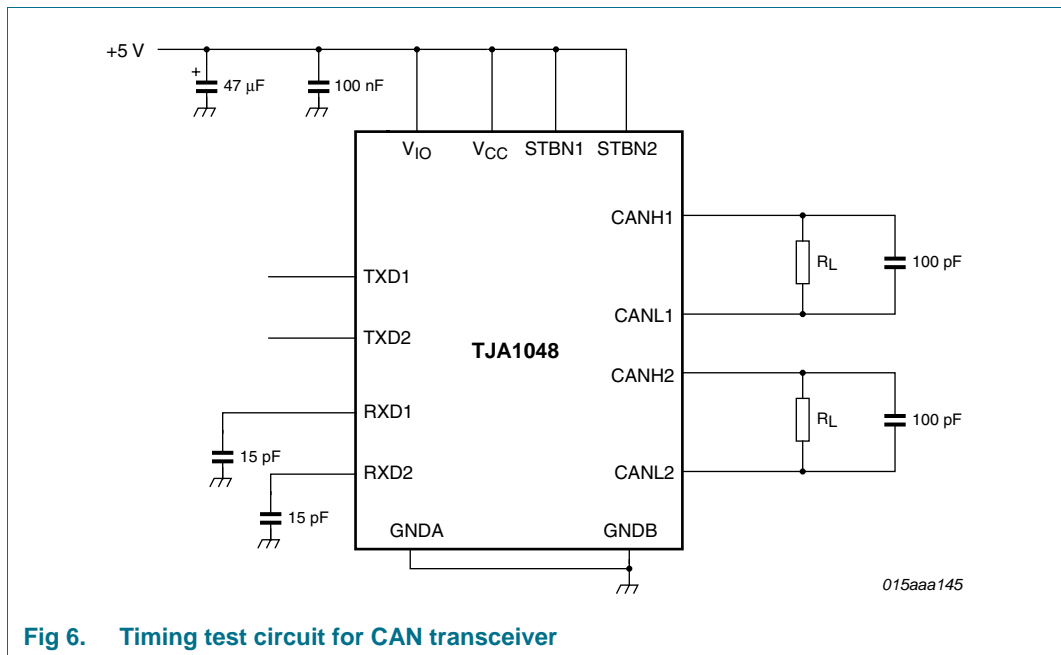 +5 V
+
47 μF
100 nF
VIO
VCC
STBN1
STBN2
CANH1
RL
100 pF
TXD1
CANL1
TXD2
TJA1048
CANH2
RXD1
RL
100 pF
15 pF
RXD2
CANL2
15 pF
GNDA
GNDB
015aaa145
Fig 6. Timing test circuit for CAN transceiver